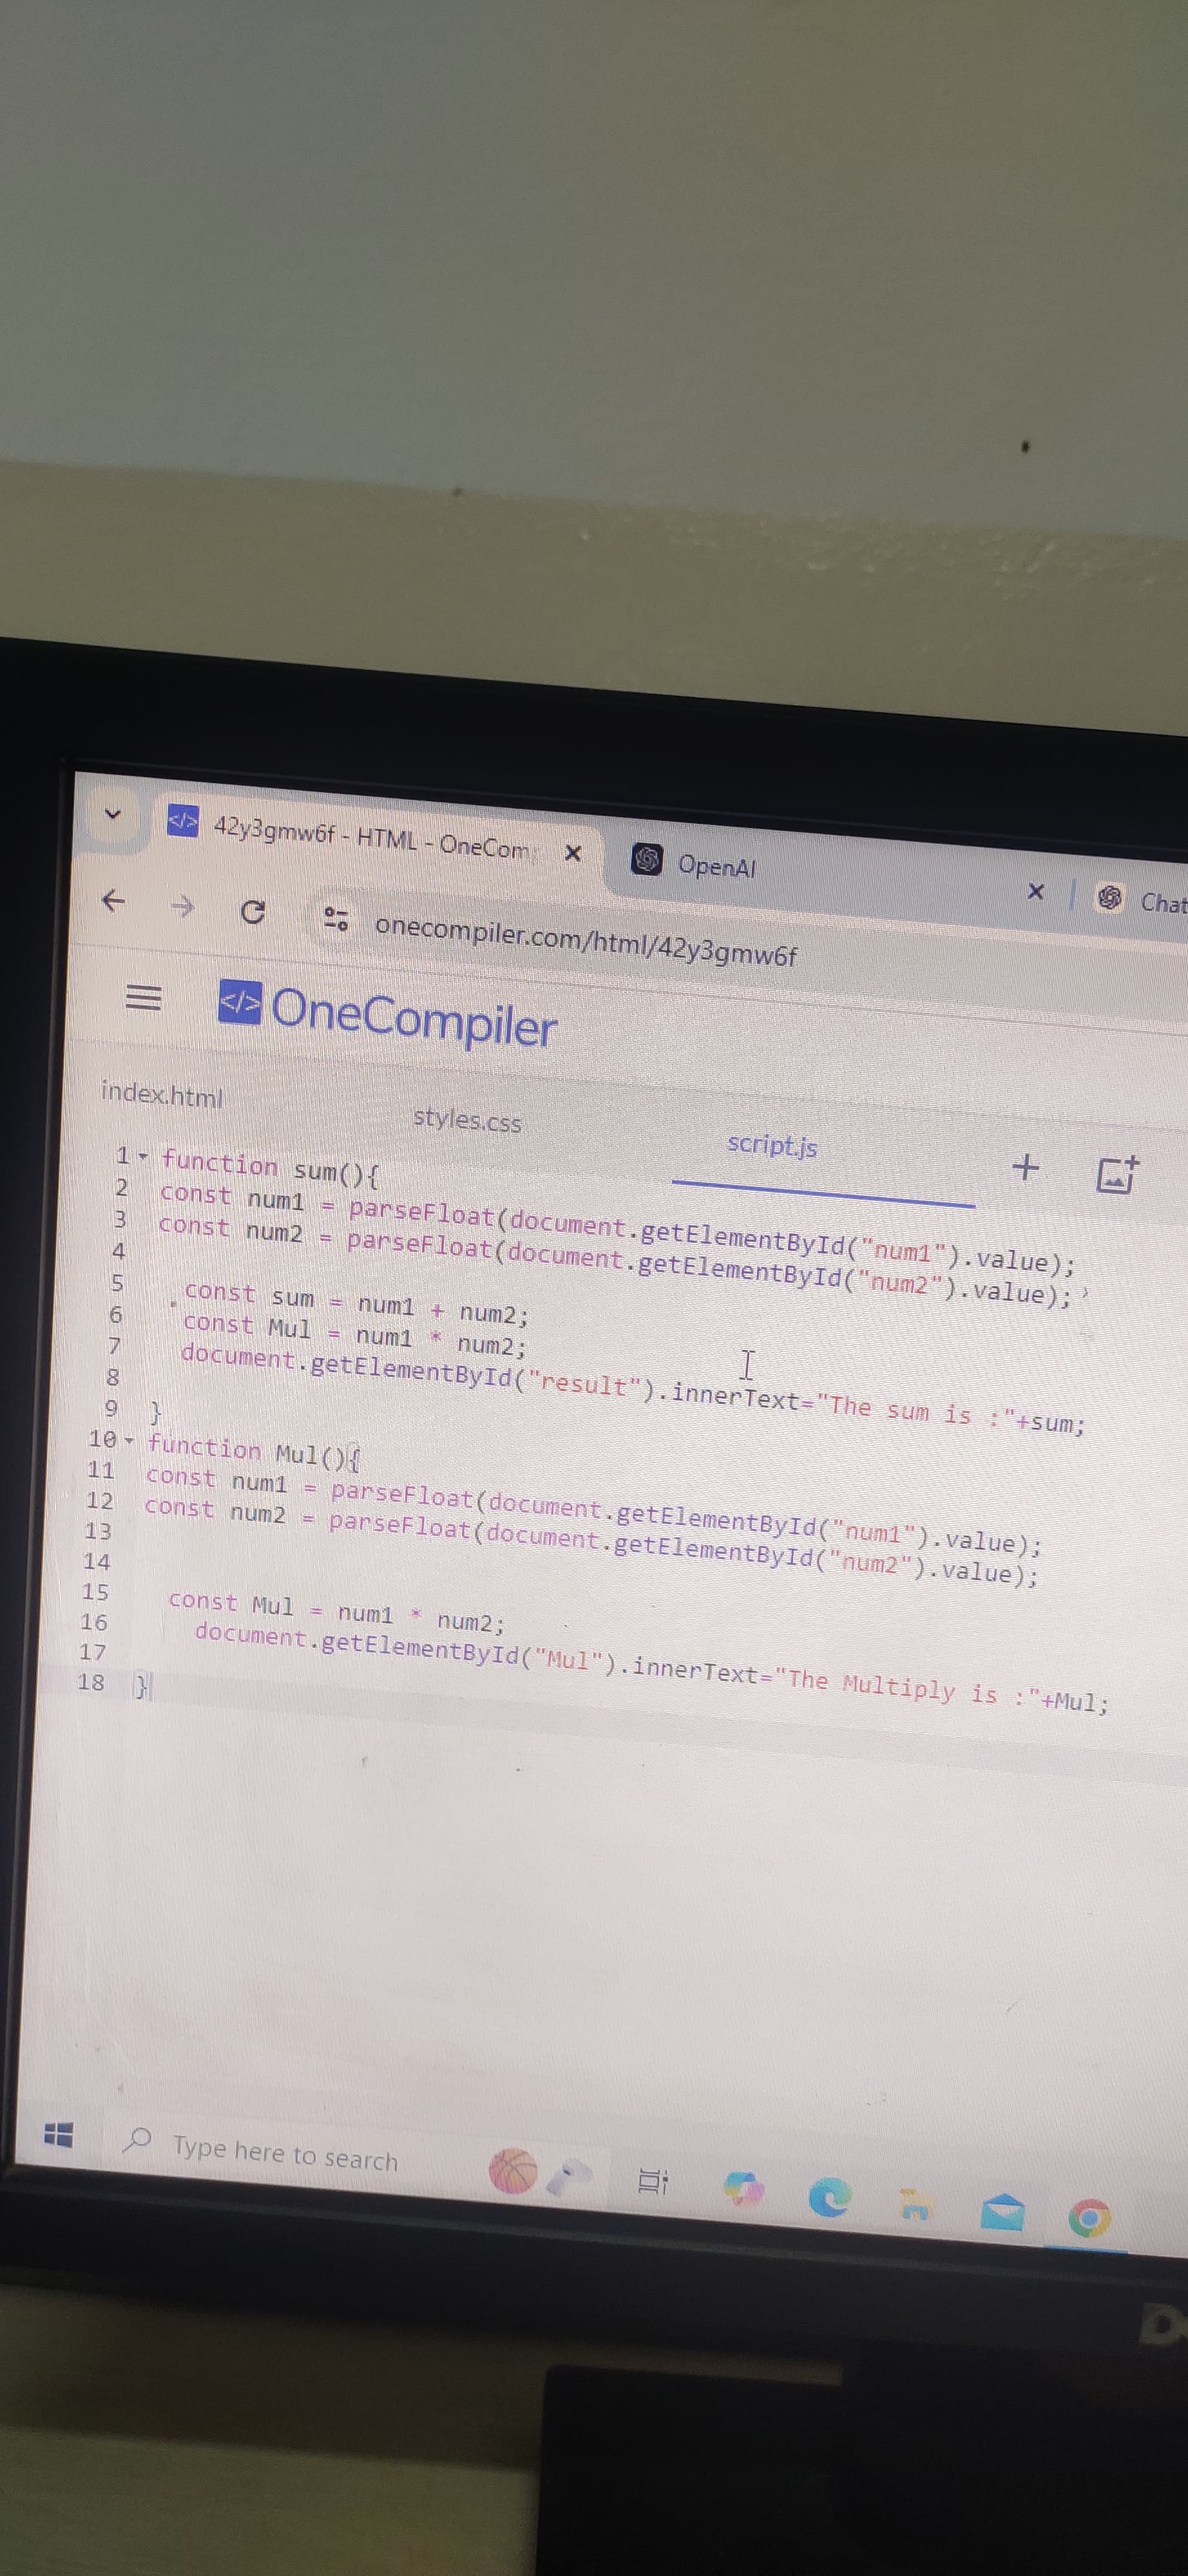 42y3gmw6f - HTML - OneCom
OpenAI
Chat
onecompiler.com/html/42y3gmw6f
</> OneCompiler
index.html
styles.css
script.js
1 function sum(){
2 const num1 = parseFloat(document.getElementById("num1").value);
3 const num2 = parseFloat(document.getElementById("num2").value);
4
5 const sum = num1 + num2;
6 const Mul = num1 * num2;
7 document.getElementById("result").innerText="The sum is :"+sum;
8
9 }
10 function Mul(){
11 const num1 = parseFloat(document.getElementById("num1").value);
12 const num2 = parseFloat(document.getElementById("num2").value);
13
14
15 const Mul = num1 * num2;
16 document.getElementById("Mul").innerText="The Multiply is :"+Mul;
17
18 }
Type here to search